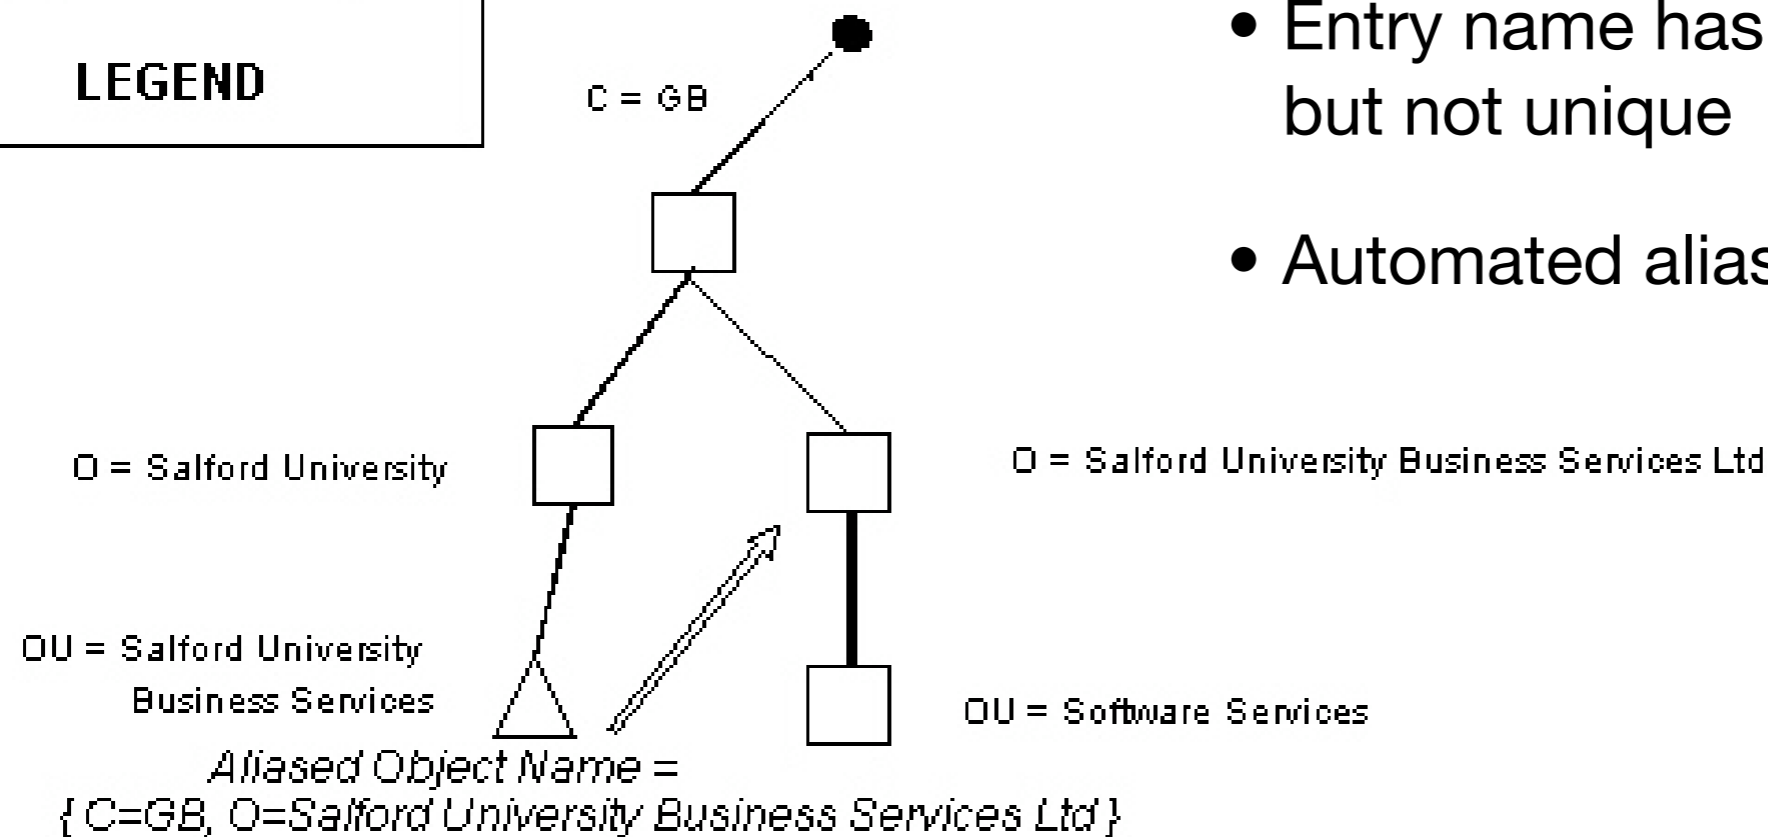 LEGEND
C = GB
O = Salford University
O = Salford University Business Services Ltd
OU = Salford University
Business Services
OU = Software Services
Aliased Object Name =
{ C=GB, O=Salford University Business Services Ltd }
• Entry name has
but not unique
• Automated alias